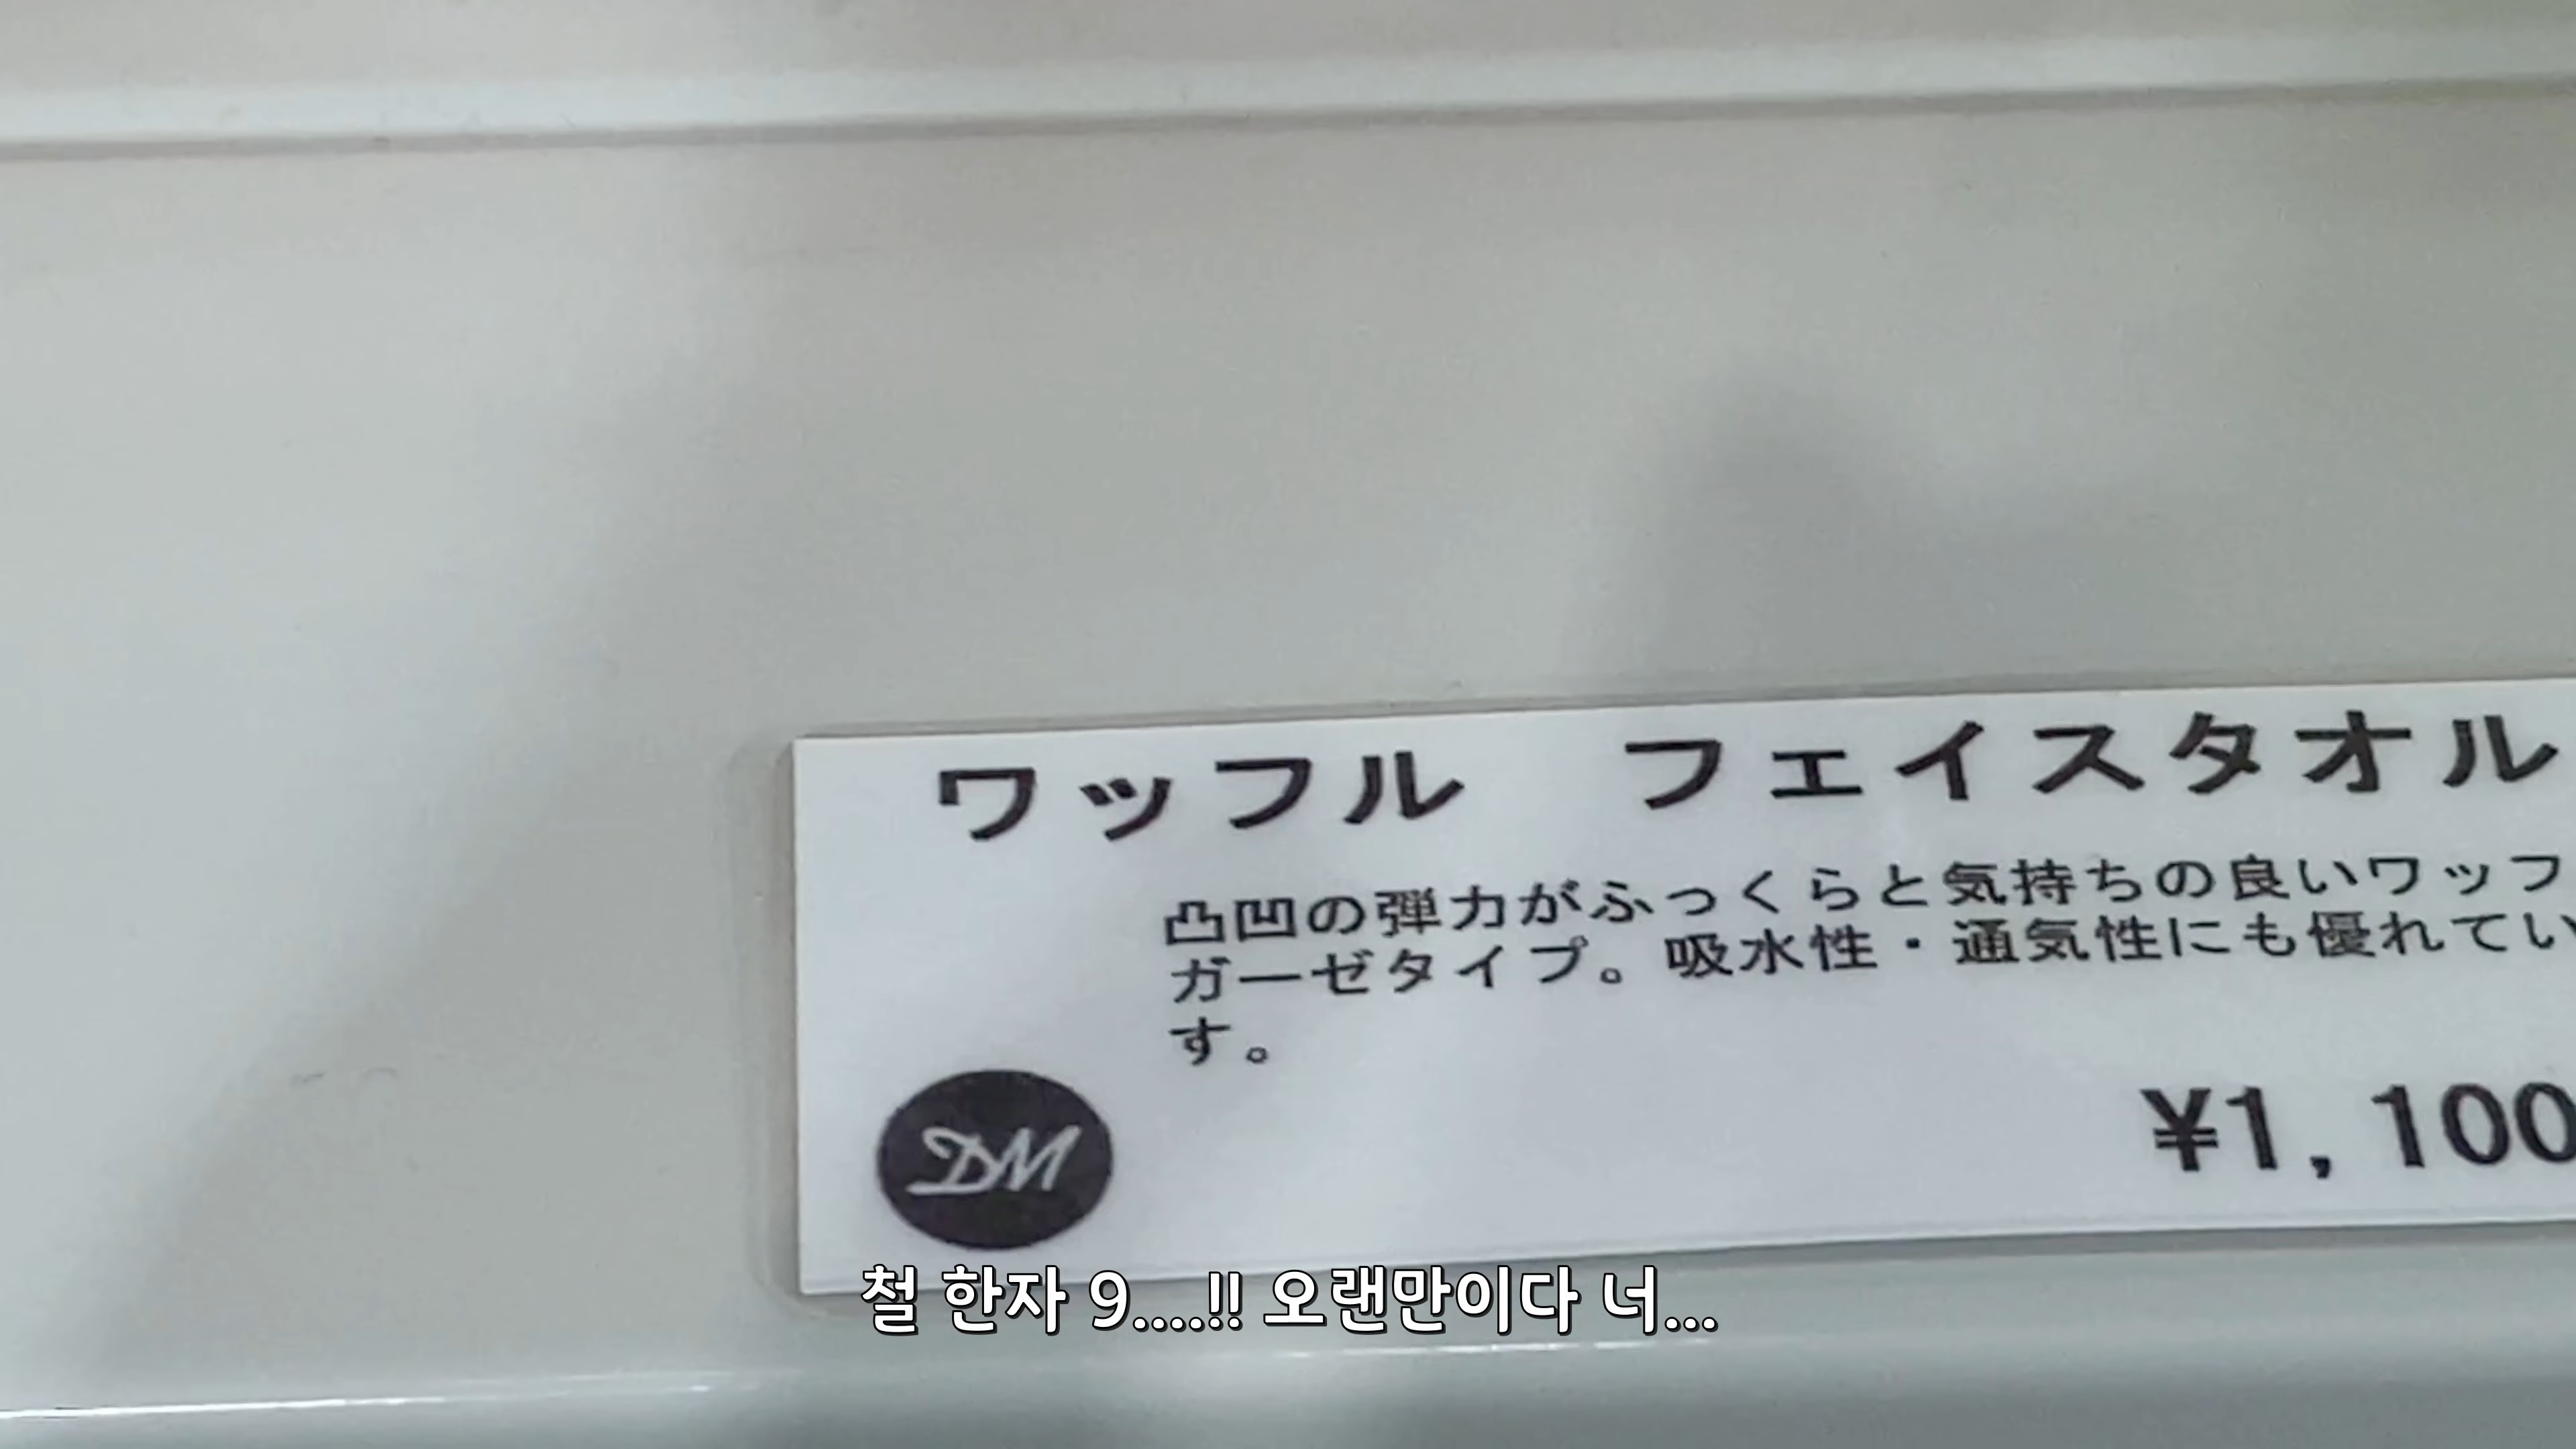 ワッフル　フェイスタオル
凸凹の弾力がふっくらと気持ちの良いワッフ
ガーゼタイプ。吸水性・通気性にも優れてい
す。
¥1,100
DM
철 한자 9....!! 오랜만이다 너...